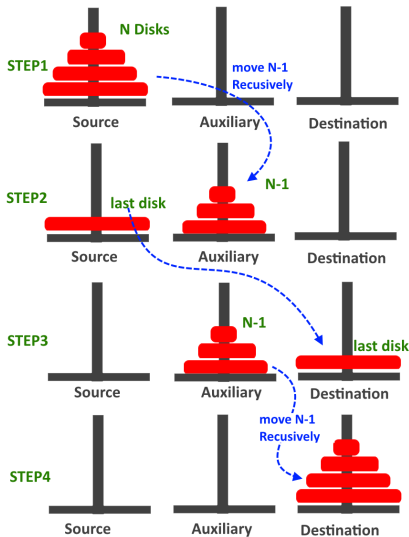 N Disks
STEP1
move N-1
Recusively
Source
Auxiliary
Destination
STEP2
last disk
N-1
Source
Auxiliary
Destination
STEP3
N-1
last disk
Source
Auxiliary
Destination
move N-1
Recusively
STEP4
Source
Auxiliary
Destination